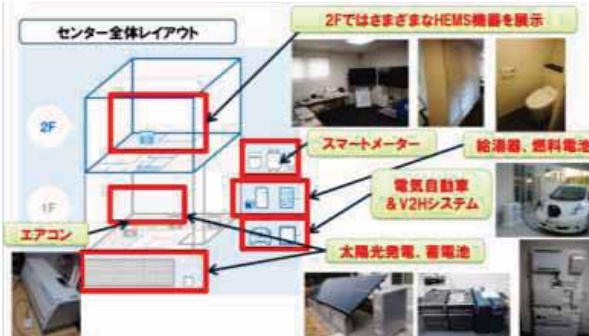 センター全体レイアウト
2Fではさまざまな HEMS機器を展示
2F
スマートメーター
給湯器、燃料電池
電気自動車
&V2Hシステム
1F
エアコン
太陽光発電、蓄電池